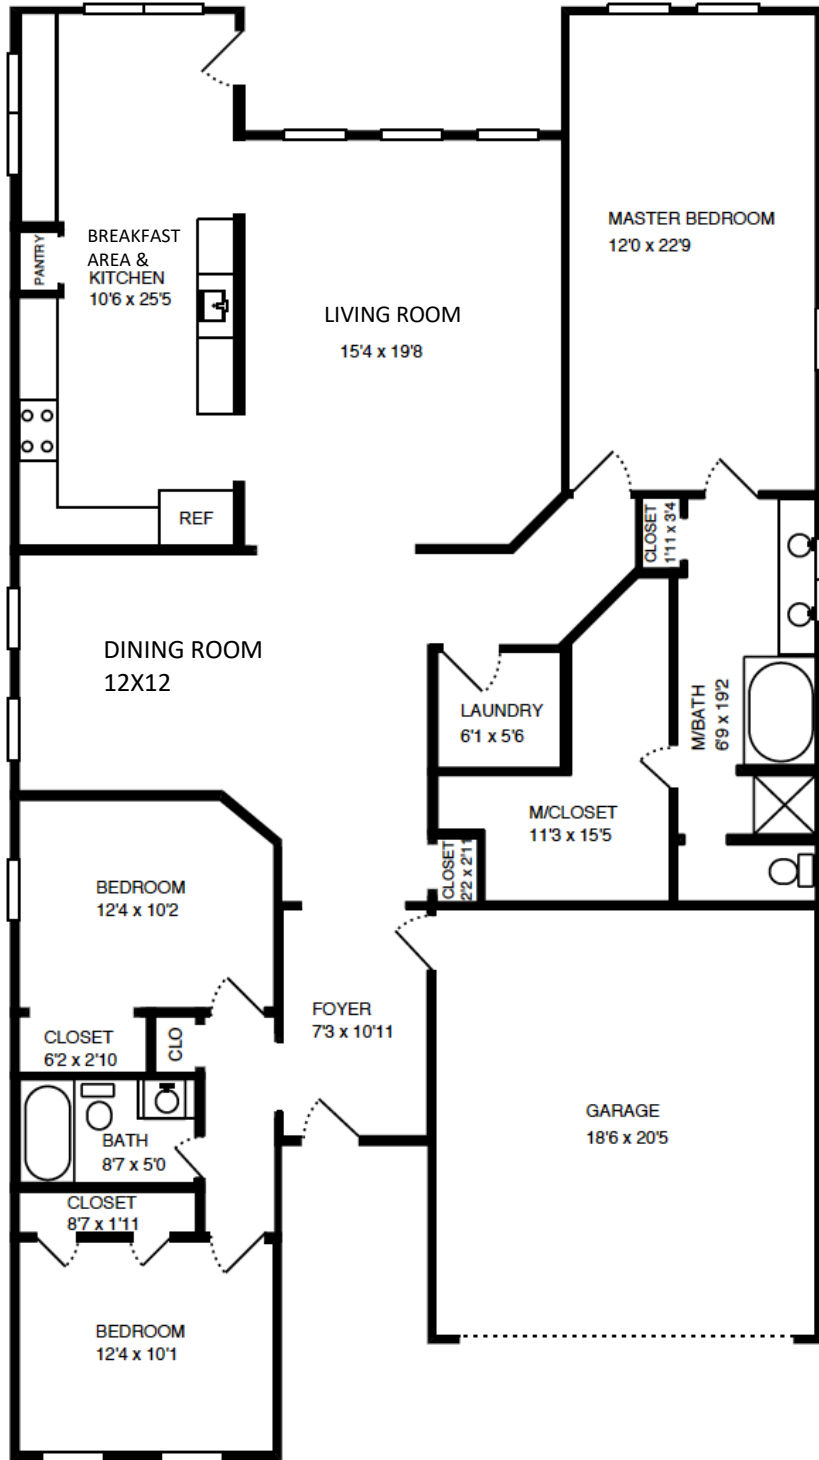 MASTER BEDROOM
12'0 x 22'9
BREAKFAST
AREA &
KITCHEN
10'6 x 25'5
PANTRY
LIVING ROOM
15'4 x 19'8
REF
CLOSET
1'11 x 3'4
DINING ROOM
12X12
LAUNDRY
6'1 x 5'6
M/BATH
6'9 x 19'2
M/CLOSET
11'3 x 15'5
CLOSET
2'2 x 2'11
BEDROOM
12'4 x 10'2
FOYER
7'3 x 10'11
CLOSET
6'2 x 2'10
CLO
BATH
8'7 x 5'0
GARAGE
18'6 x 20'5
CLOSET
8'7 x 1'11
BEDROOM
12'4 x 10'1